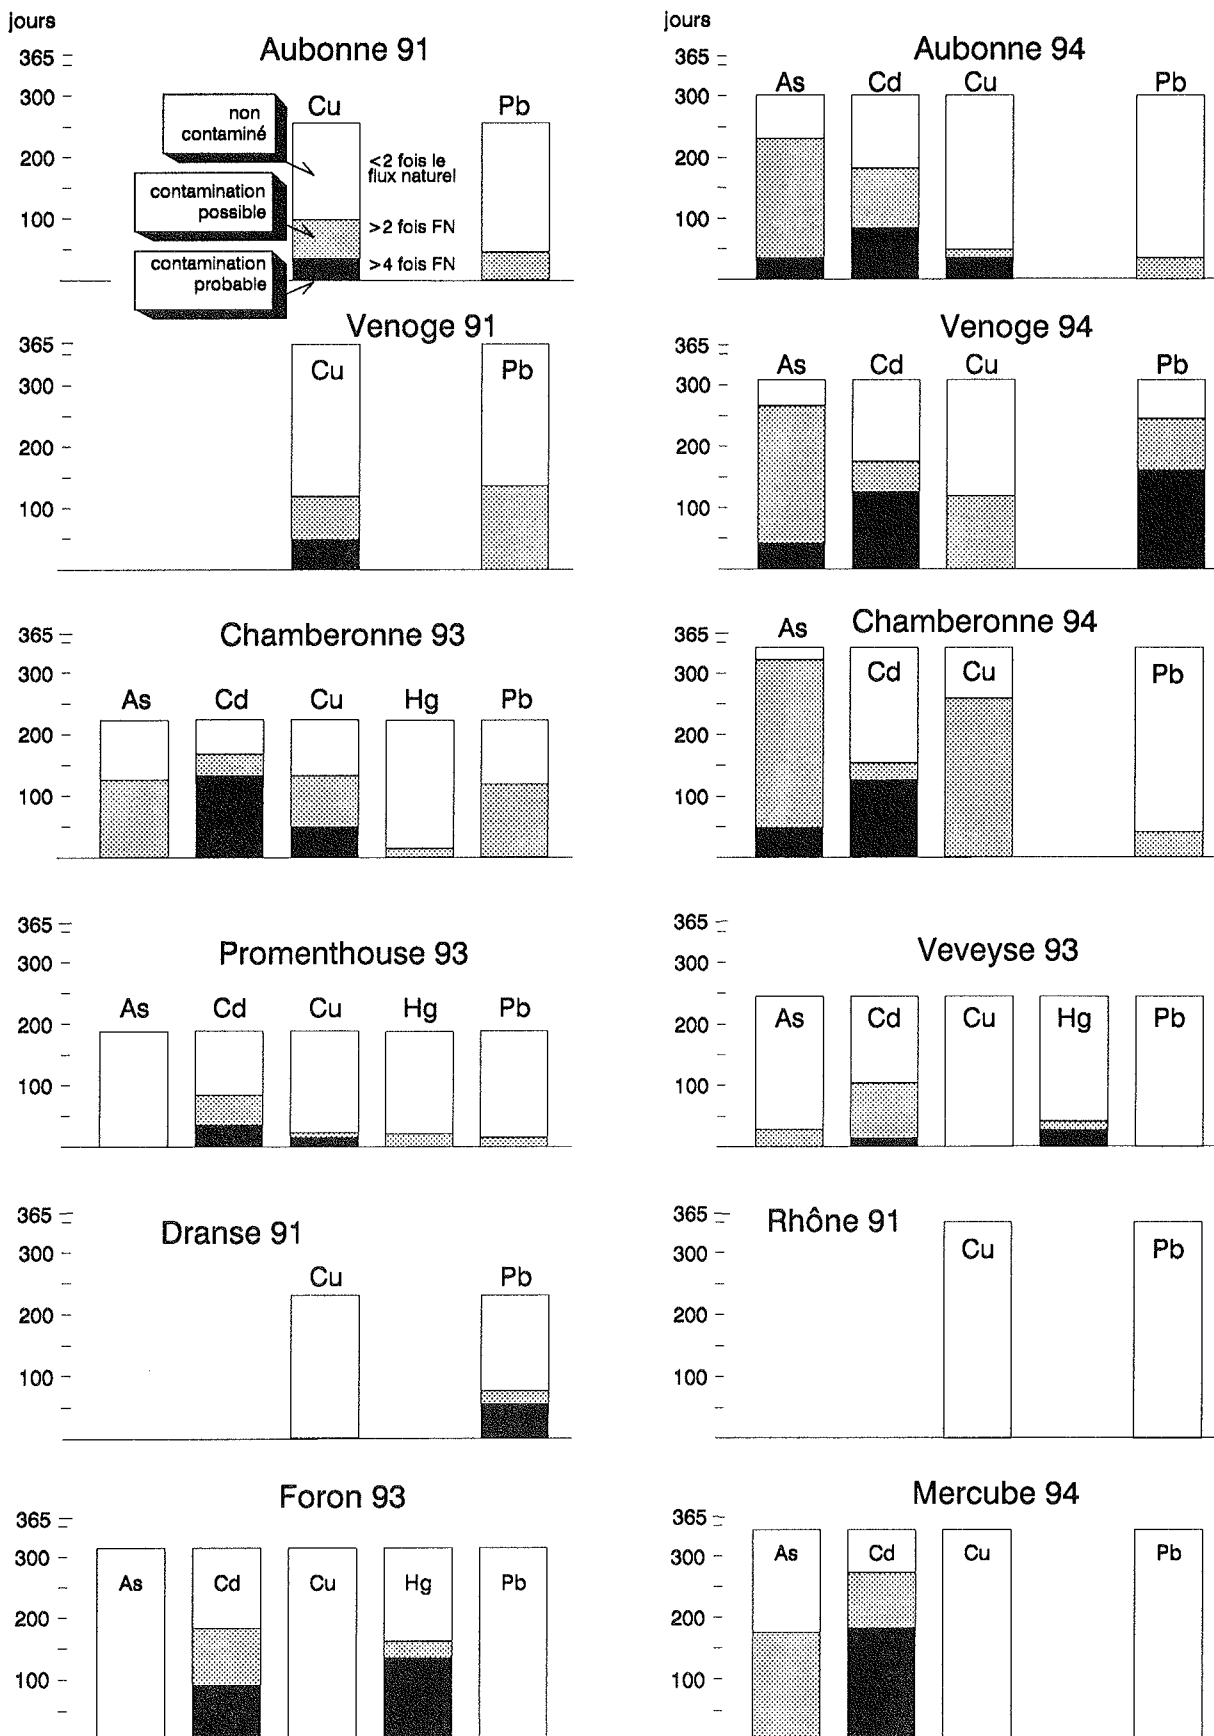 jours
Aubonne 91
365
300
200
100
Cu
Pb
non
contaminé
contamination
possible
contamination
probable
<2 fois le
flux naturel
>2 fois FN
>4 fois FN
jours
Aubonne 94
365
300
200
100
As
Cd
Cu
Pb
Venoge 91
365
300
200
100
Cu
Pb
Venoge 94
365
300
200
100
As
Cd
Cu
Pb
Chamberonne 93
365
300
200
100
As
Cd
Cu
Hg
Pb
Chamberonne 94
365
300
200
100
As
Cd
Cu
Pb
Promenthouse 93
365
300
200
100
As
Cd
Cu
Hg
Pb
Veveyse 93
365
300
200
100
As
Cd
Cu
Hg
Pb
Dranse 91
365
300
200
100
Cu
Pb
Rhône 91
365
300
200
100
Cu
Pb
Foron 93
365
300
200
100
As
Cd
Cu
Hg
Pb
Mercube 94
365
300
200
100
As
Cd
Cu
Pb